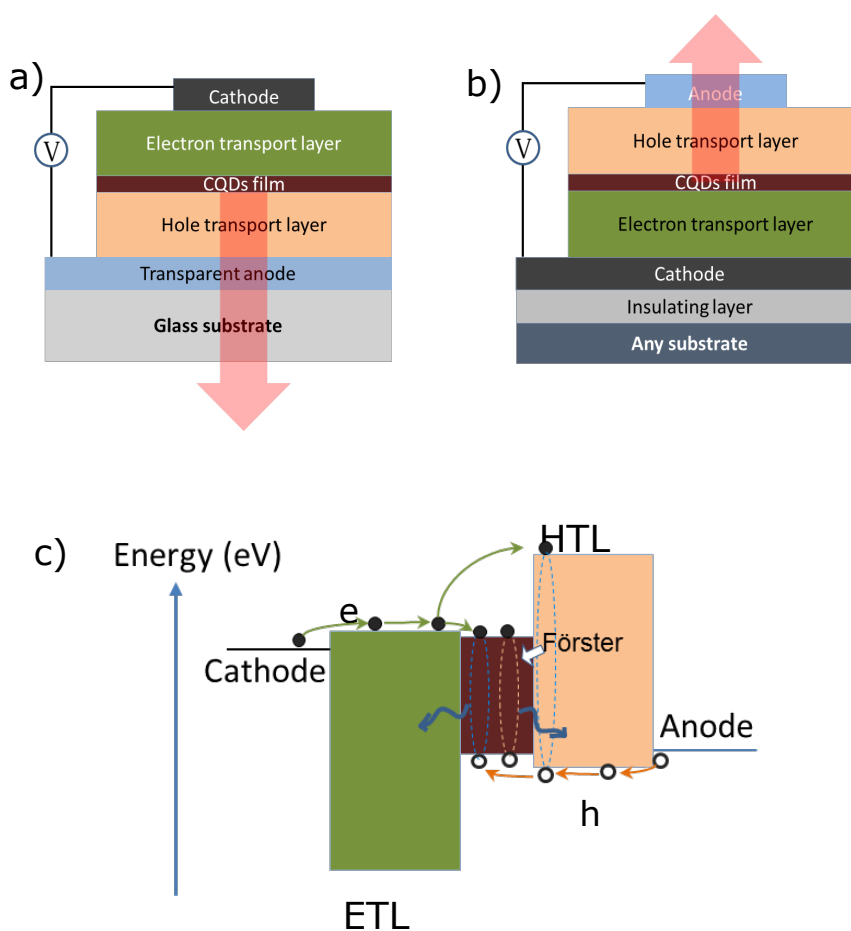 a)
Cathode
Electron transport layer
CQDs film
Hole transport layer
Transparent anode
Glass substrate
V
b)
Anode
Hole transport layer
CQDs film
Electron transport layer
Cathode
Insulating layer
Any substrate
V
c)
Energy (eV)
HTL
e
Förster
Cathode
Anode
h
ETL